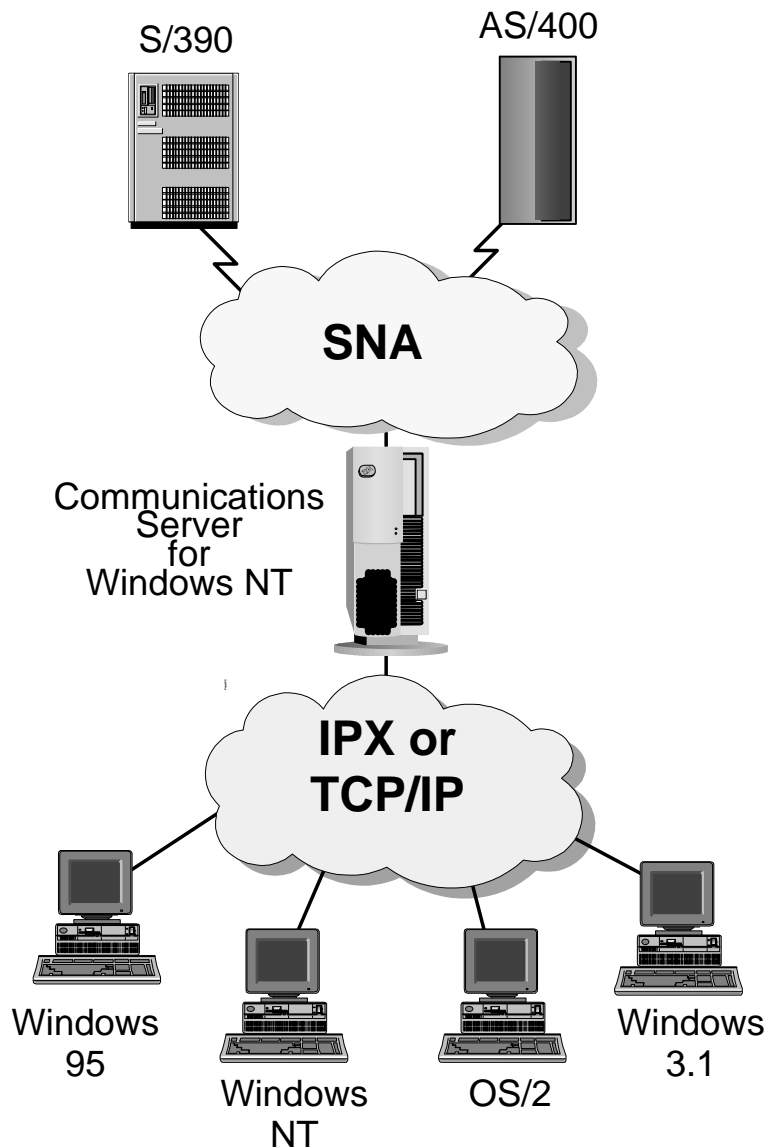 S/390
AS/400
SNA
Communications
Server
for
Windows NT
IPX or
TCP/IP
Windows
95
Windows
NT
OS/2
Windows
3.1